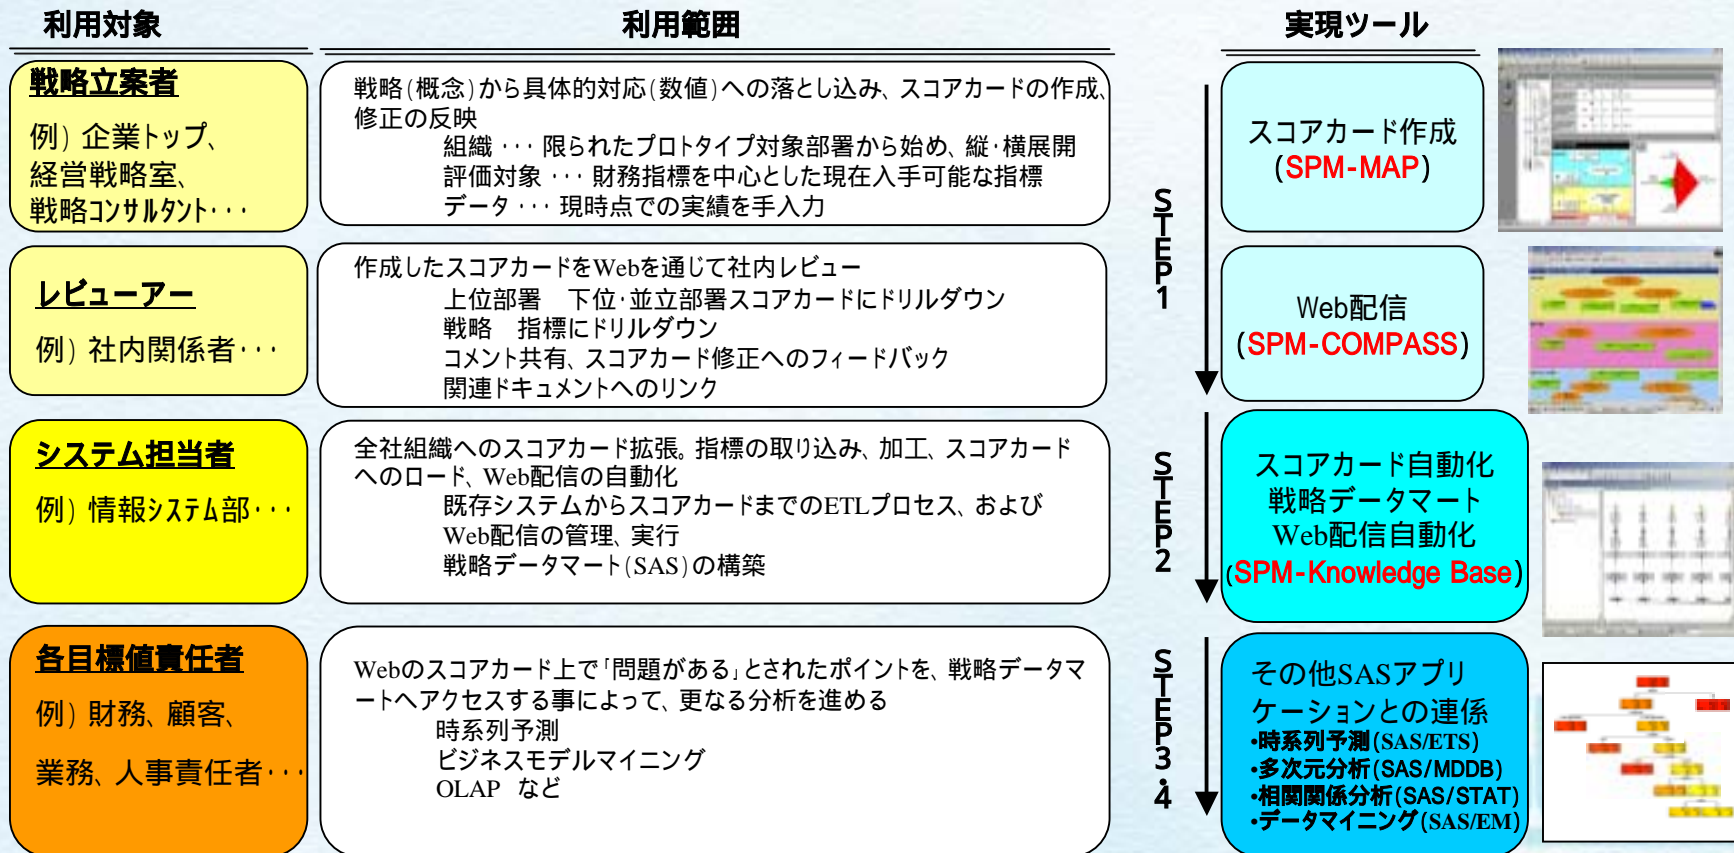 利用対象
利用範囲
実現ツール
戦略立案者
例) 企業トップ、
経営戦略室、
戦略コンサルタント・・・
戦略(概念)から具体的対応(数値)への落とし込み、スコアカードの作成、
修正の反映
組織 ・・・ 限られたプロトタイプ対象部署から始め、縦・横展開
評価対象 ・・・ 財務指標を中心とした現在入手可能な指標
データ ・・・ 現時点での実績を手入力
STEP1
スコアカード作成
(SPM-MAP)
レビューアー
例) 社内関係者・・・
作成したスコアカードをWebを通じて社内レビュー
上位部署 下位・並立部署スコアカードにドリルダウン
戦略 指標にドリルダウン
コメント共有、スコアカード修正へのフィードバック
関連ドキュメントへのリンク
Web配信
(SPM-COMPASS)
システム担当者
例) 情報システム部・・・
全社組織へのスコアカード拡張。指標の取り込み、加工、スコアカード
へのロード、Web配信の自動化
既存システムからスコアカードまでのETLプロセス、および
Web配信の管理、実行
戦略データマート(SAS)の構築
STEP2
スコアカード自動化
戦略データマート
Web配信自動化
(SPM-Knowledge Base)
各目標値責任者
例) 財務、顧客、
業務、人事責任者・・・
Webのスコアカード上で「問題がある」とされたポイントを、戦略データマ
ートへアクセスする事によって、更なる分析を進める
時系列予測
ビジネスモデルマイニング
OLAP など
STEP3・4
その他SASアプリ
ケーションとの連係
•時系列予測(SAS/ETS)
•多次元分析(SAS/MDDB)
•相関関係分析(SAS/STAT)
•データマイニング(SAS/EM)